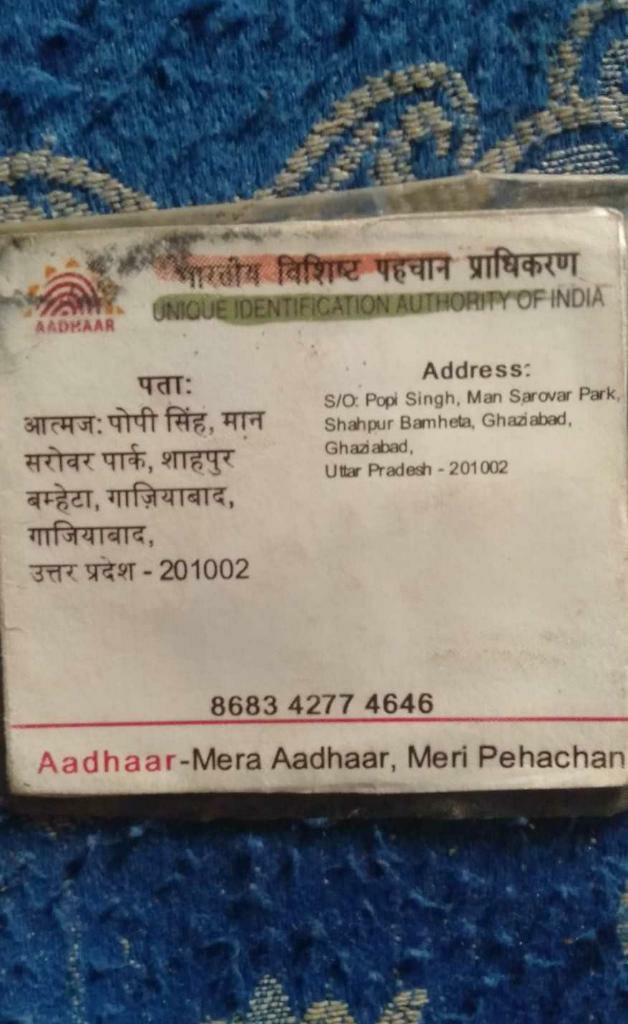 भारतीय विशिष्ट पहचान प्राधिकरण
UNIQUE IDENTIFICATION AUTHORITY OF INDIA
AADHAAR
पता:
आत्मज: पोपी सिंह, मान
सरोवर पार्क, शाहपुर
बम्हेटा, गाज़ियाबाद,
गाजियाबाद,
उत्तर प्रदेश - 201002
Address:
S/O: Popi Singh, Man Sarovar Park,
Shahpur Bamheta, Ghaziabad,
Ghaziabad,
Uttar Pradesh - 201002
8683 4277 4646
Aadhaar-Mera Aadhaar, Meri Pehachan